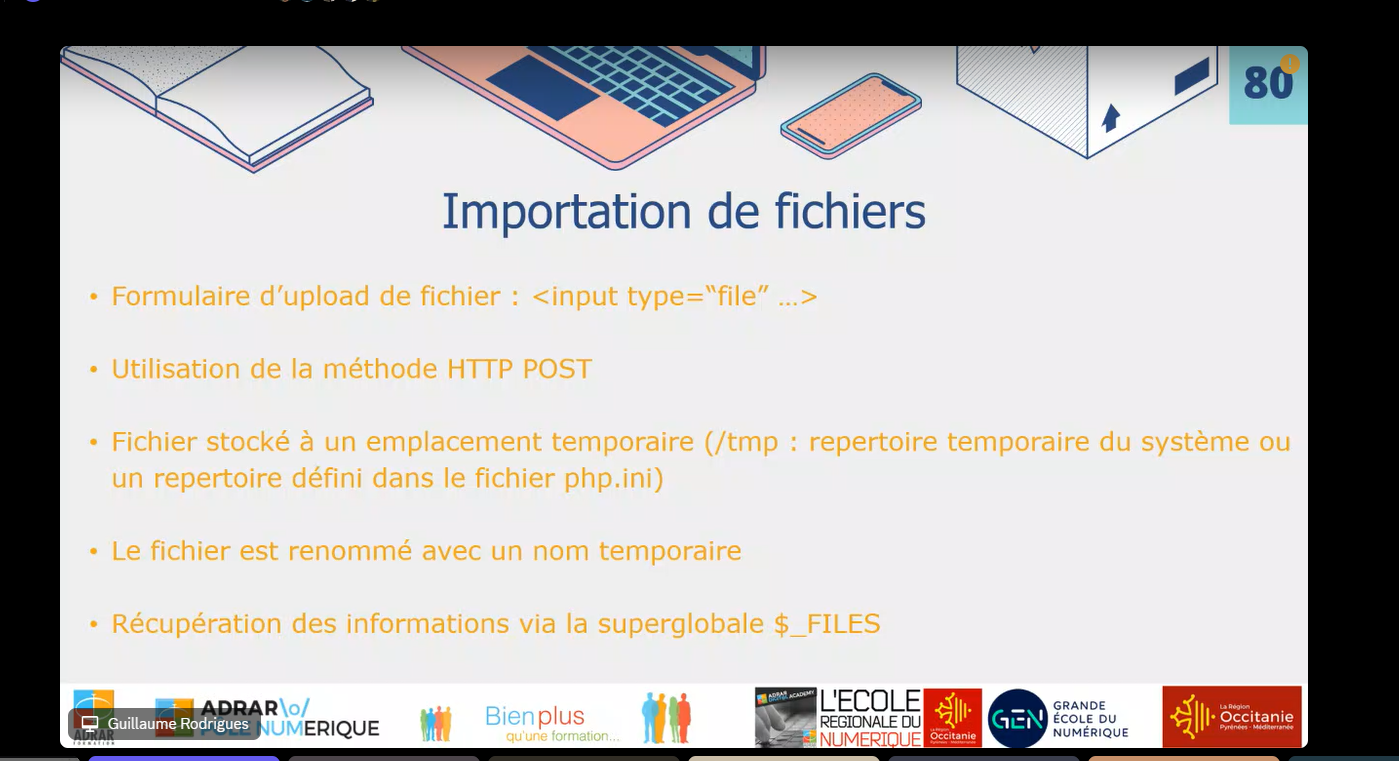 80
Importation de fichiers
• Formulaire d’upload de fichier : <input type=“file” …>
• Utilisation de la méthode HTTP POST
• Fichier stocké à un emplacement temporaire (/tmp : repertoire temporaire du système ou
un repertoire défini dans le fichier php.ini)
• Le fichier est renommé avec un nom temporaire
• Récupération des informations via la superglobale $_FILES
ADRAR
FORMATION
Guillaume Rodrigues
ADRAR\o/
PÔLE NUMERIQUE
Bien plus
qu'une formation...
ADRAR
DIGITAL ACADEMY
L'ECOLE
REGIONALE DU
NUMERIQUE
La Région
Occitanie
Pyrénées - Méditerranée
GEN
GRANDE
ÉCOLE DU
NUMÉRIQUE
La Région
Occitanie
Pyrénées - Méditerranée